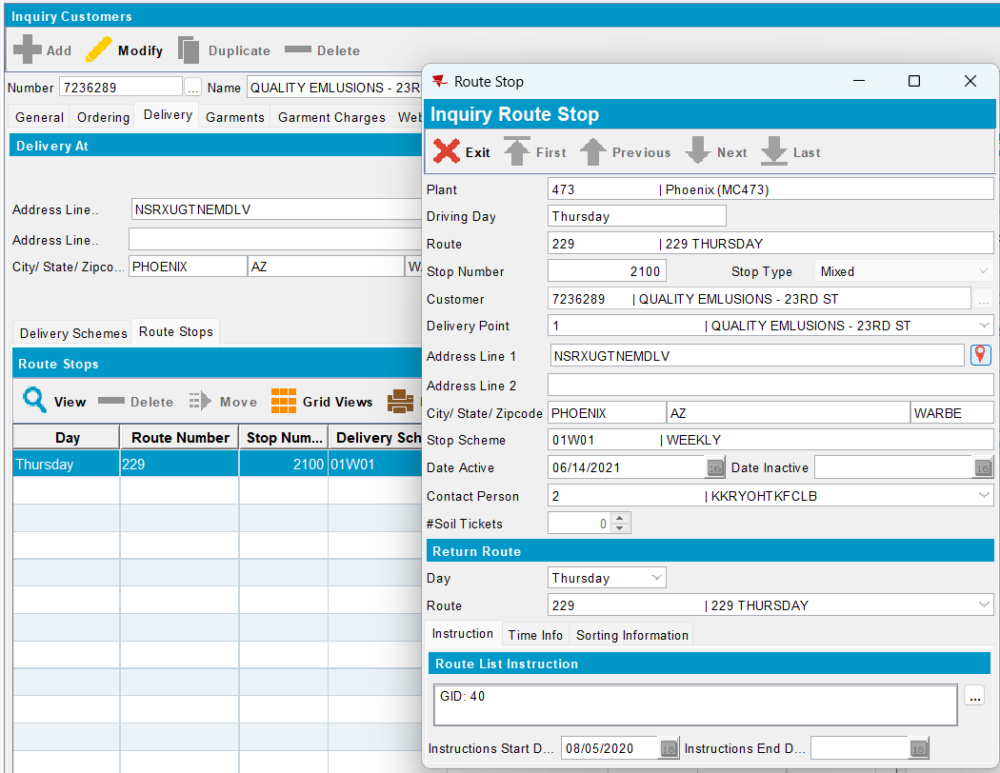 Inquiry Customers
Add Modify Duplicate Delete
Number 7236289 ... Name QUALITY EMLUSIONS - 23R
General Ordering Delivery Garments Garment Charges Web
Delivery At
Address Line.. NSRXUGTNEMDLV
Address Line..
City/ State/ Zipco... PHOENIX AZ W
Delivery Schemes Route Stops
Route Stops
View Delete Move Grid Views
Day Route Number Stop Num... Delivery Sch
Thursday 229 2100 01W01
Route Stop
Inquiry Route Stop
Exit First Previous Next Last
Plant 473 | Phoenix (MC473)
Driving Day Thursday
Route 229 | 229 THURSDAY
Stop Number 2100 Stop Type Mixed
Customer 7236289 | QUALITY EMLUSIONS - 23RD ST ...
Delivery Point 1 | QUALITY EMLUSIONS - 23RD ST
Address Line 1 NSRXUGTNEMDLV
Address Line 2
City/ State/ Zipcode PHOENIX AZ WARBE
Stop Scheme 01W01 | WEEKLY
Date Active 06/14/2021 16 Date Inactive 16
Contact Person 2 | KKRYOHTKFCLB
#Soil Tickets 0
Return Route
Day Thursday
Route 229 | 229 THURSDAY
Instruction Time Info Sorting Information
Route List Instruction
GID: 40
...
Instructions Start D... 08/05/2020 16 Instructions End D... 16